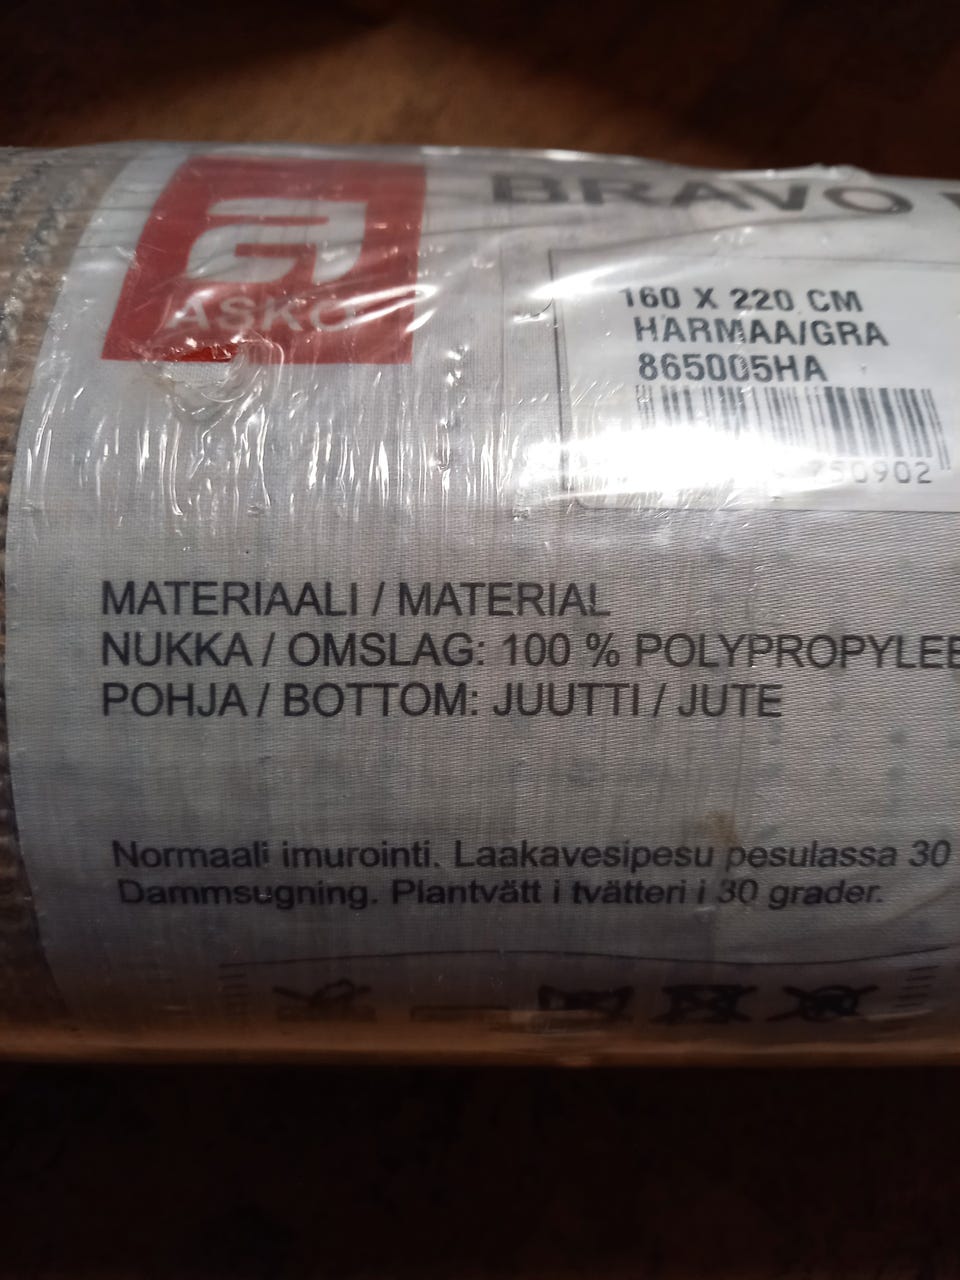 ASKO
BRAVO
160 X 220 CM
HARMAA/GRA
865005HA
750902
MATERIAALI / MATERIAL
NUKKA / OMSLAG: 100 % POLYPROPYLEE
POHJA / BOTTOM: JUUTTI / JUTE
Normaali imurointi. Laakavesipesu pesulassa 30
Dammsugning. Plantvätt i tvätteri i 30 grader.